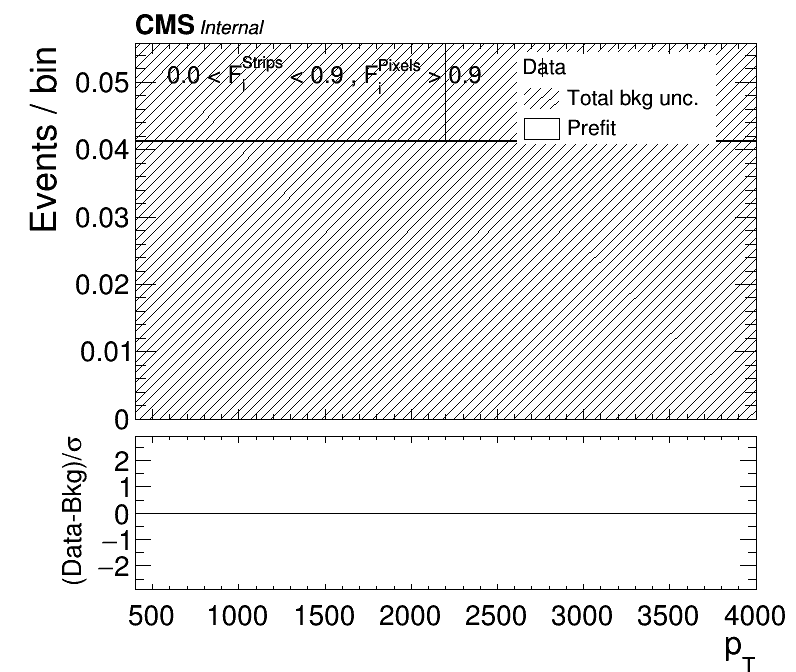 CMS Internal
Events / bin
0.0 < F_i^Strips < 0.9 , F_i^Pixels > 0.9
Data
Total bkg unc.
Prefit
0.05
0.04
0.03
0.02
0.01
0
(Data-Bkg)/σ
2
1
0
−1
−2
500 1000 1500 2000 2500 3000 3500 4000
p_T